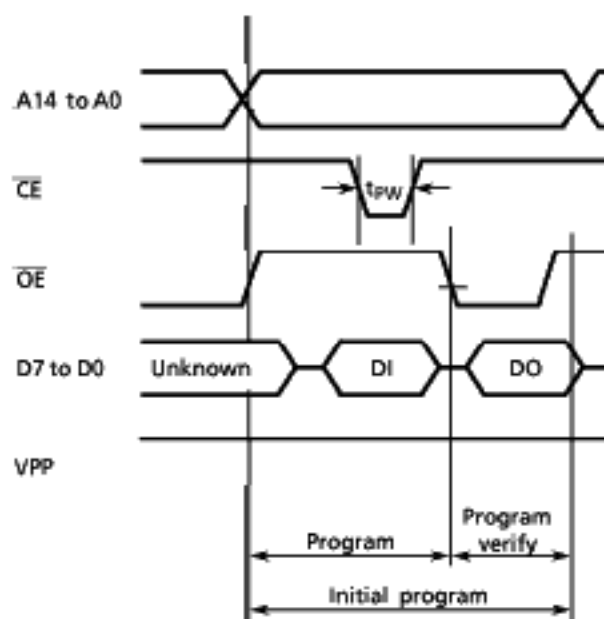 A14 to A0
CE
tPW
OE
D7 to D0
Unknown
DI
DO
VPP
Program
Program
verify
Initial program